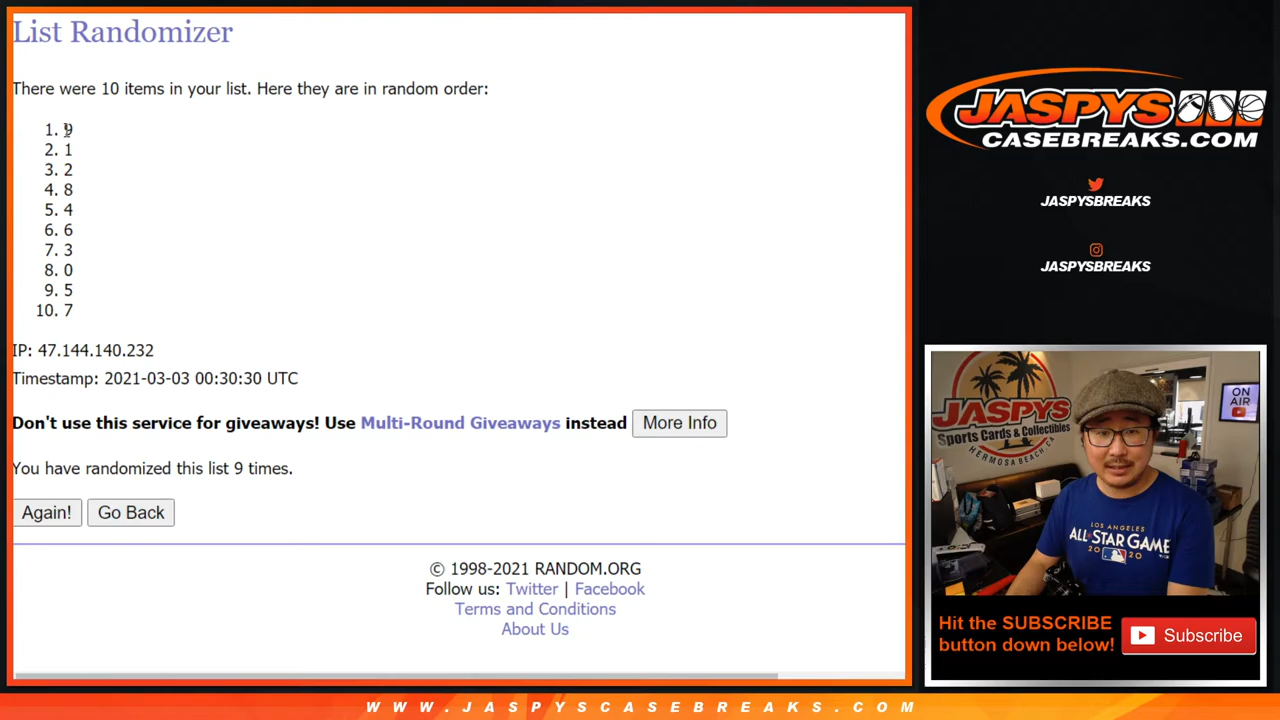 List Randomizer
There were 10 items in your list. Here they are in random order:
1. 9
2. 1
3. 2
4. 8
5. 4
6. 6
7. 3
8. 0
9. 5
10. 7
IP: 47.144.140.232
Timestamp: 2021-03-03 00:30:30 UTC
Don't use this service for giveaways! Use Multi-Round Giveaways instead More Info
You have randomized this list 9 times.
Again! Go Back
© 1998-2021 RANDOM.ORG
Follow us: Twitter | Facebook
Terms and Conditions
About Us
JASPYS
CASEBREAKS.COM
JASPYSBREAKS
JASPYSBREAKS
JASPYS
Sports Cards & Collectibles
HERMOSA BEACH, CA
ON
AIR
LOS ANGELES
ALL-STAR GAME
2020
Hit the SUBSCRIBE
button down below!
Subscribe
WWW.JASPYSCASEBREAKS.COM